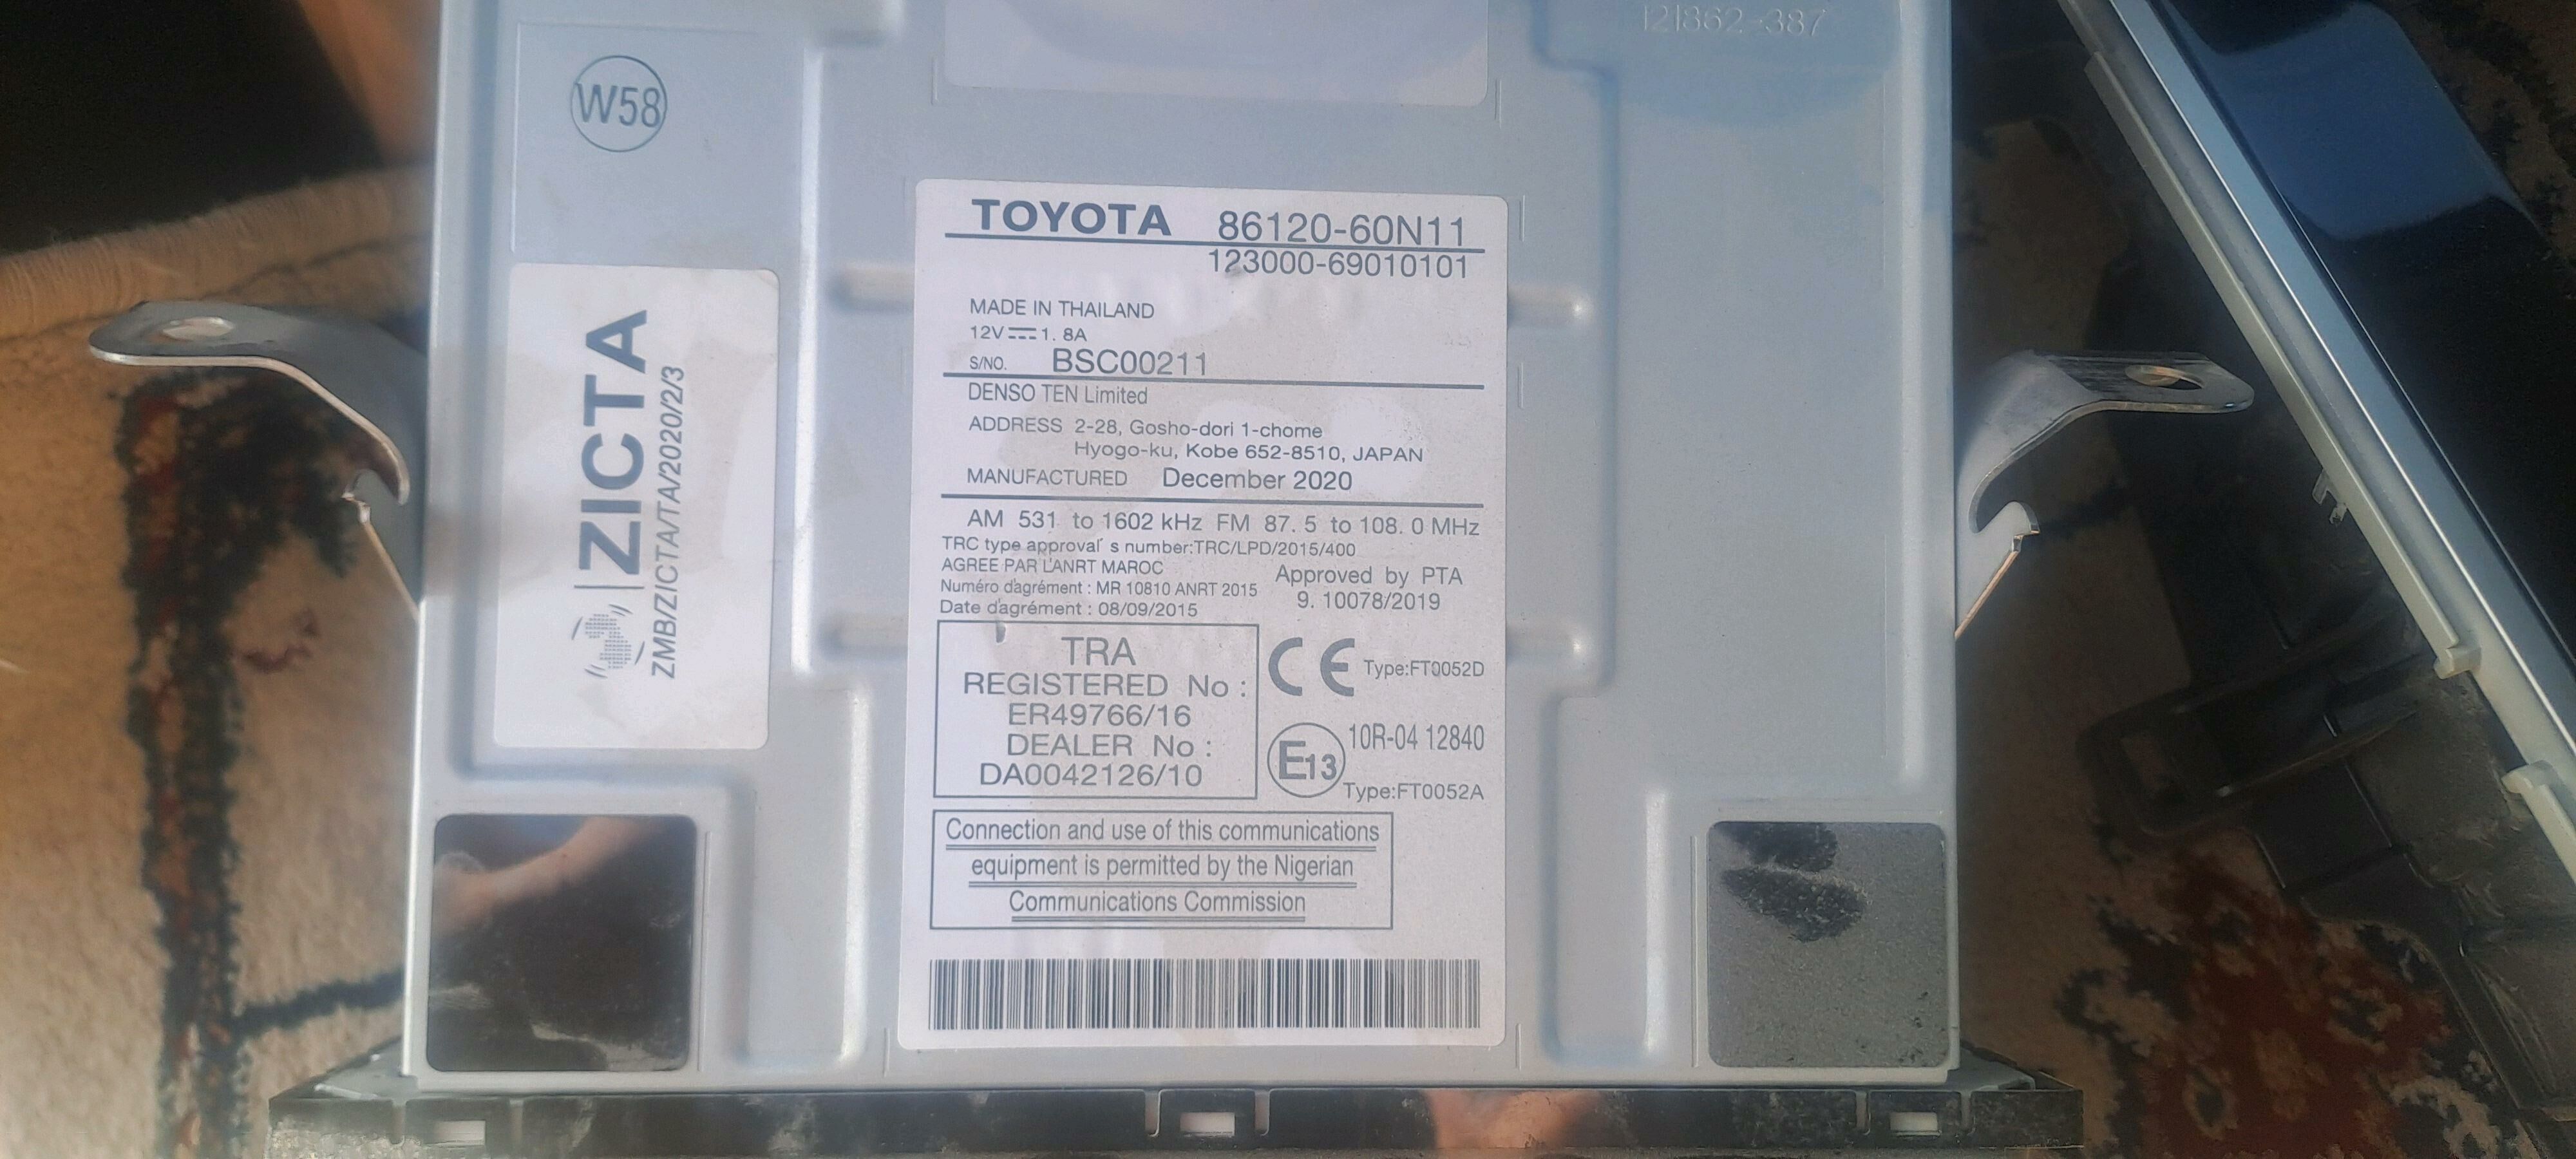 121862-387
W58
TOYOTA 86120-60N11
123000-69010101
MADE IN THAILAND
12V 1. 8A
S/NO. BSC00211
DENSO TEN Limited
ADDRESS 2-28, Gosho-dori 1-chome
Hyogo-ku, Kobe 652-8510, JAPAN
MANUFACTURED December 2020
AM 531 to 1602 kHz FM 87. 5 to 108. 0 MHz
TRC type approval's number:TRC/LPD/2015/400
AGREE PAR L'ANRT MAROC
Numéro d'agrément : MR 10810 ANRT 2015
Date d'agrément : 08/09/2015
Approved by PTA
9. 10078/2019
TRA
REGISTERED No :
ER49766/16
DEALER No :
DA0042126/10
CE Type:FT0052D
E13 10R-04 12840
Type:FT0052A
Connection and use of this communications
equipment is permitted by the Nigerian
Communications Commission
ZICTA
ZMB/ZICTA/TA/2020/2/3